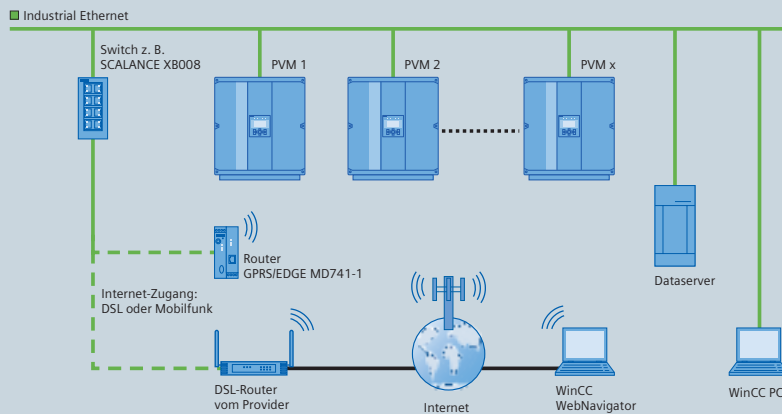 Industrial Ethernet
Switch z. B.
SCALANCE XB008
PVM 1
PVM 2
PVM x
Router
GPRS/EDGE MD741-1
Dataserver
Internet-Zugang:
DSL oder Mobilfunk
DSL-Router
vom Provider
Internet
WinCC
WebNavigator
WinCC PC